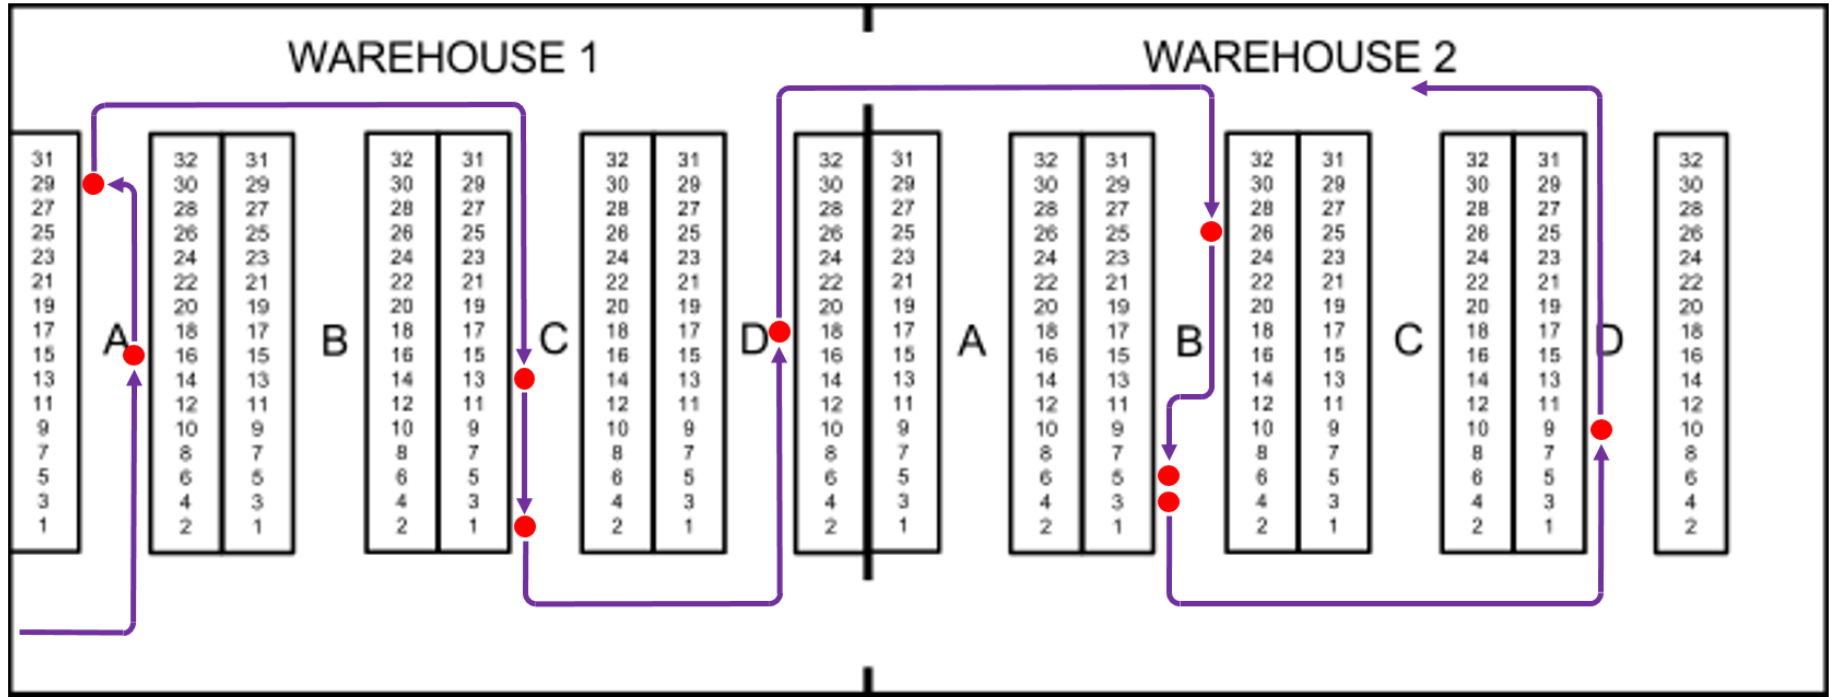 WAREHOUSE 1
WAREHOUSE 2
31 32 31 32 31 32 31 32 31 32 31 32 31 32 31 32
29 30 29 30 29 30 29 30 29 30 29 30 29 30 29 30
27 28 27 28 27 28 27 28 27 28 27 28 27 28 27 28
25 26 25 26 25 26 25 26 25 26 25 26 25 26 25 26
23 24 23 24 23 24 23 24 23 24 23 24 23 24 23 24
21 22 21 22 21 22 21 22 21 22 21 22 21 22 21 22
19 20 19 20 19 20 19 20 19 20 19 20 19 20 19 20
17 18 17 18 17 18 17 18 17 18 17 18 17 18 17 18
A B C D A B C D
15 16 15 16 15 16 15 16 15 16 15 16 15 16 15 16
13 14 13 14 13 14 13 14 13 14 13 14 13 14 13 14
11 12 11 12 11 12 11 12 11 12 11 12 11 12 11 12
9 10 9 10 9 10 9 10 9 10 9 10 9 10 9 10
7 8 7 8 7 8 7 8 7 8 7 8 7 8 7 8
5 6 5 6 5 6 5 6 5 6 5 6 5 6 5 6
3 4 3 4 3 4 3 4 3 4 3 4 3 4 3 4
1 2 1 2 1 2 1 2 1 2 1 2 1 2 1 2